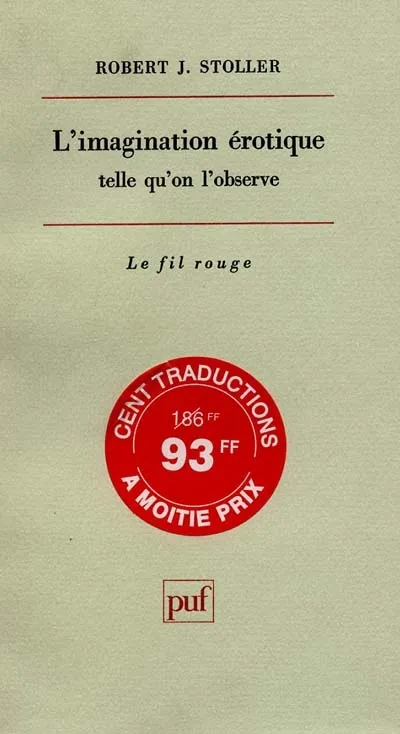 ROBERT J. STOLLER
L'imagination érotique
telle qu'on l'observe
Le fil rouge
CENT TRADUCTIONS
186 FF
93 FF
A MOITIE PRIX
puf